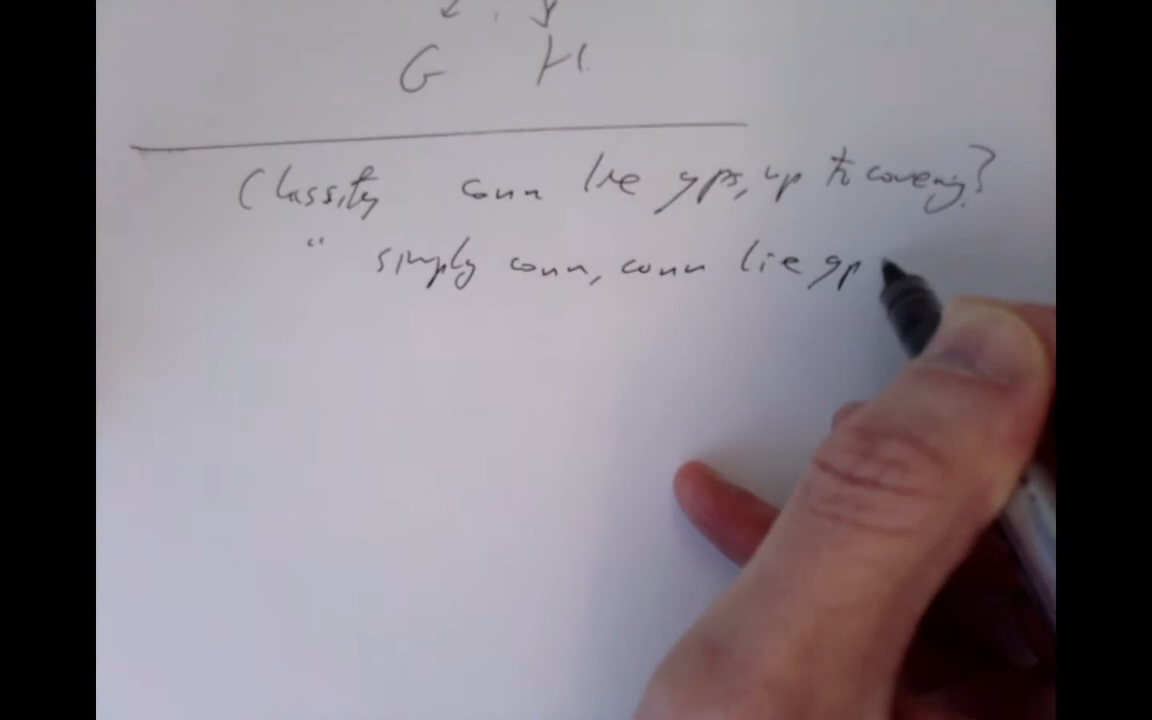 G H
Classify conn lie gps, up to covering?
" simply conn, conn lie gp